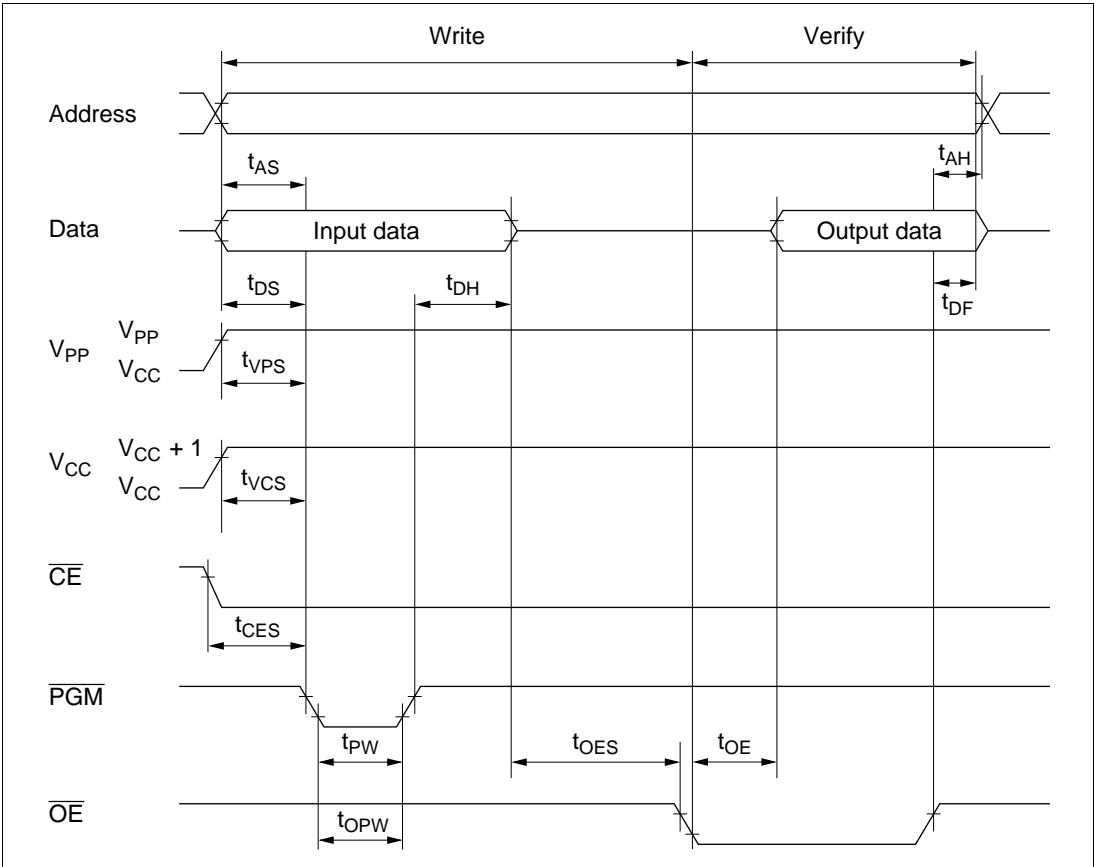 Write Verify
Address
tAS
tAH
Data
Input data
Output data
tDS
tDH
tDF
VPP
VPP
VCC
tVPS
VCC
VCC + 1
VCC
tVCS
CE
tCES
PGM
tPW
tOES
tOE
OE
tOPW